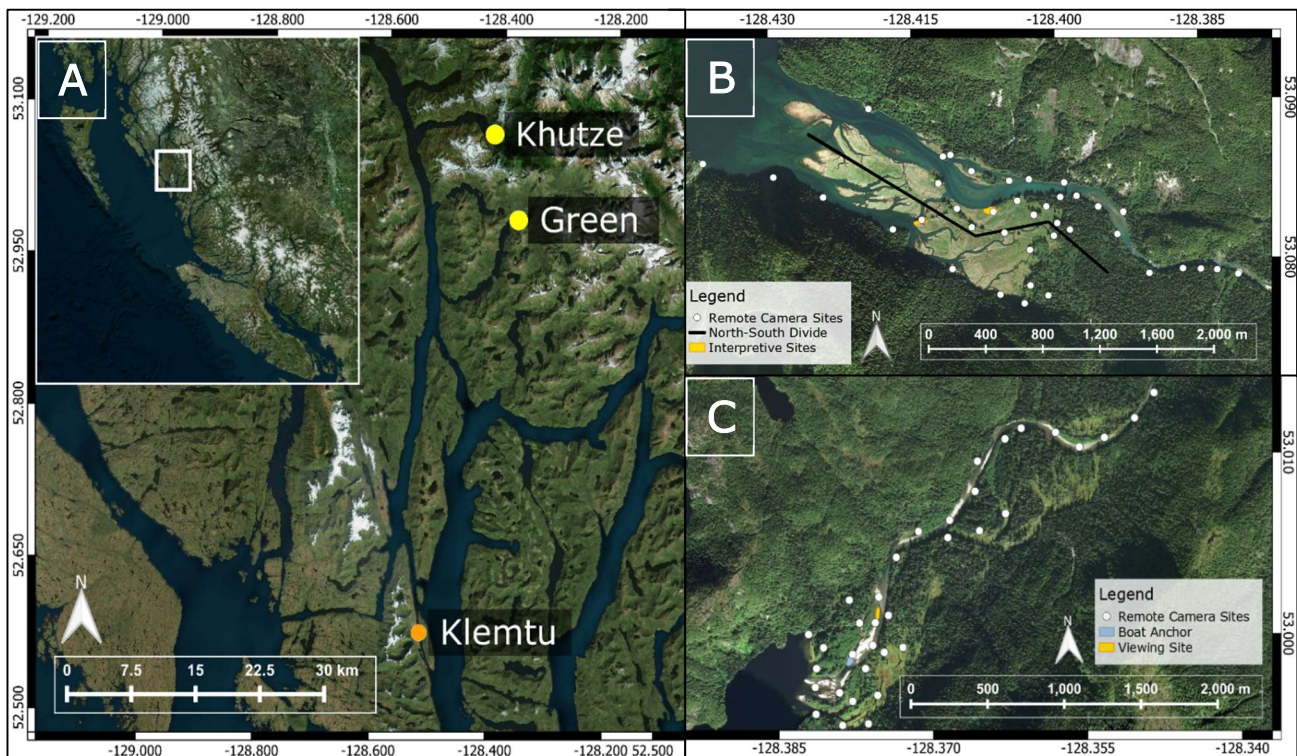 -129.200 -129.000 -128.800 -128.600 -128.400 -128.200
-128.430 -128.415 -128.400 -128.385
A
B
53.100
52.950
52.800
52.650
52.500
Khutze
Green
Klemtu
N
0 7.5 15 22.5 30 km
-129.000 -128.800 -128.600 -128.400 -128.200 52.500
53.090
53.080
Legend
Remote Camera Sites
North-South Divide
Interpretive Sites
N
0 400 800 1,200 1,600 2,000 m
C
53.010
53.000
Legend
Remote Camera Sites
Boat Anchor
Viewing Site
N
0 500 1,000 1,500 2,000 m
-128.385 -128.370 -128.355 -128.340